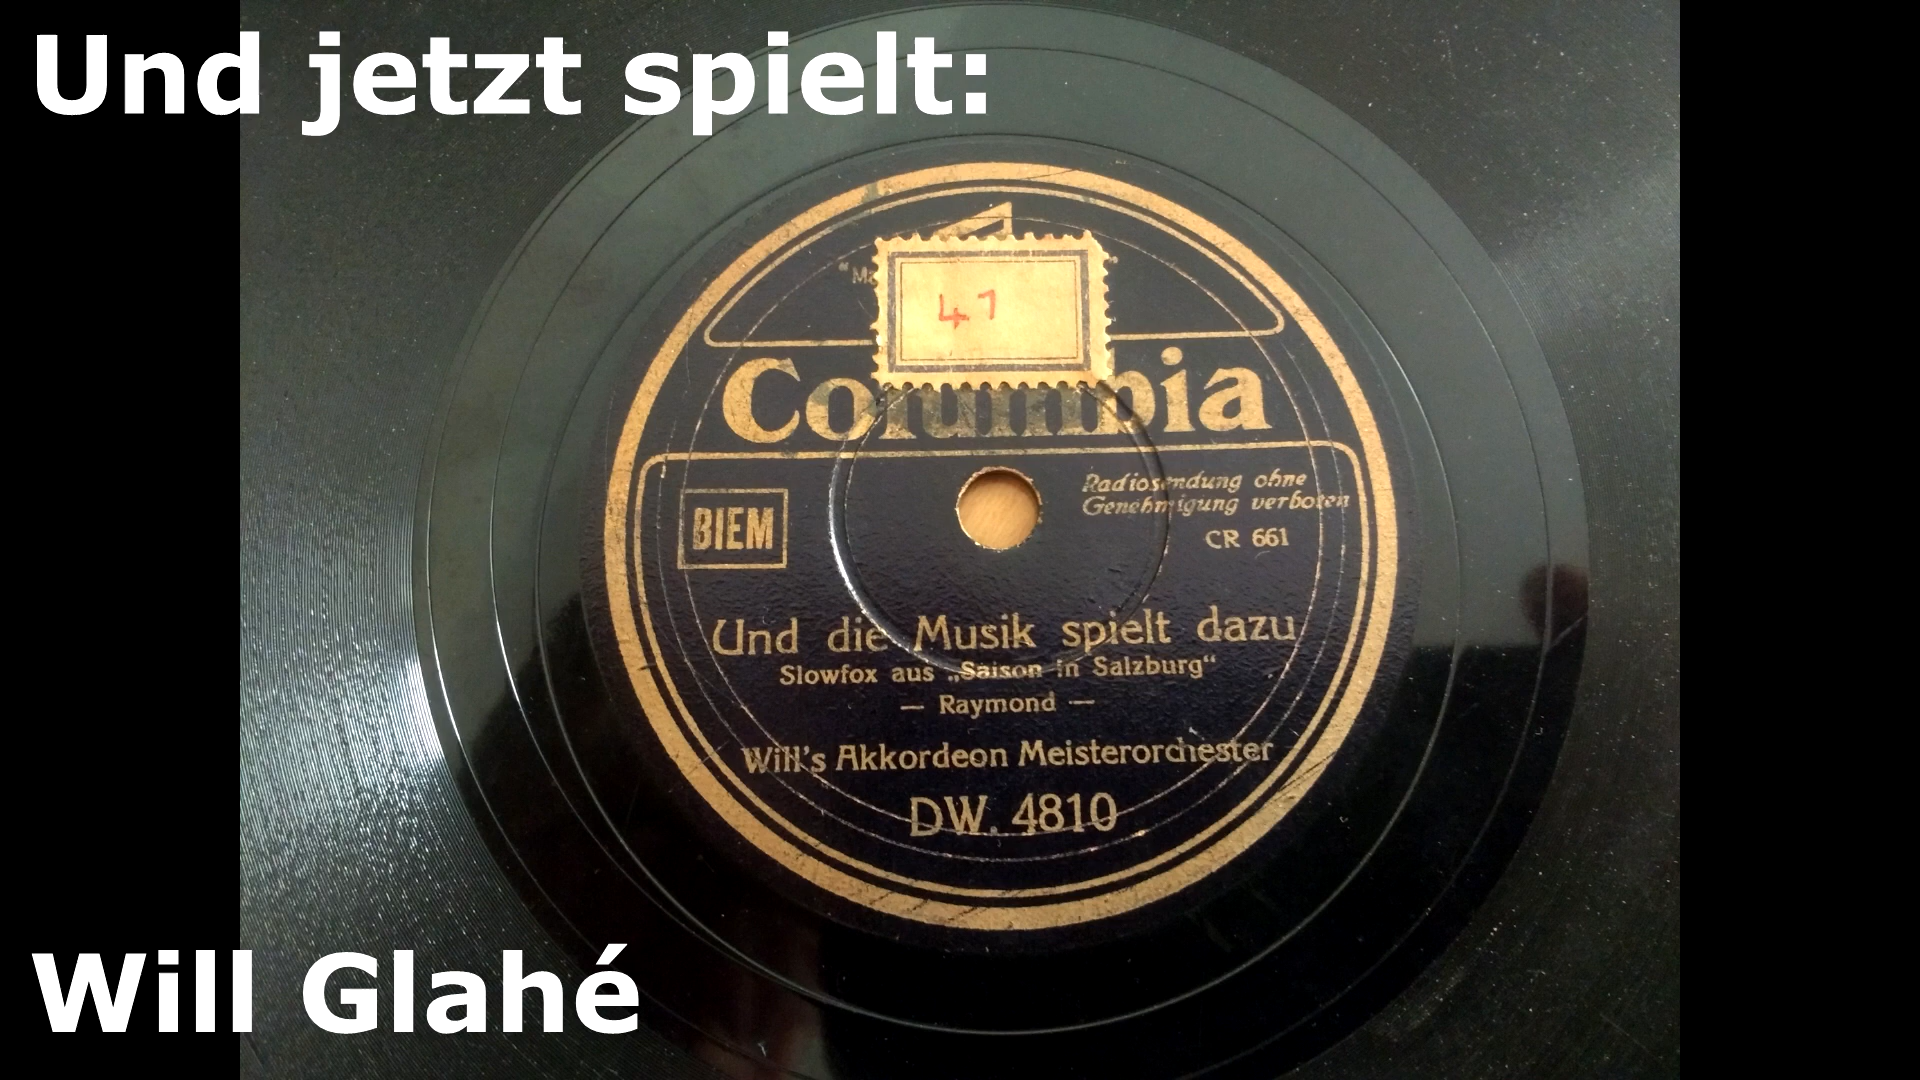 Und jetzt spielt:
41
Columbia
BIEM
Radiosendung ohne
Genehmigung verboten
CR 661
Und die Musik spielt dazu
Slowfox aus „Saison in Salzburg“
— Raymond —
Will's Akkordeon Meisterorchester
DW. 4810
Will Glahé